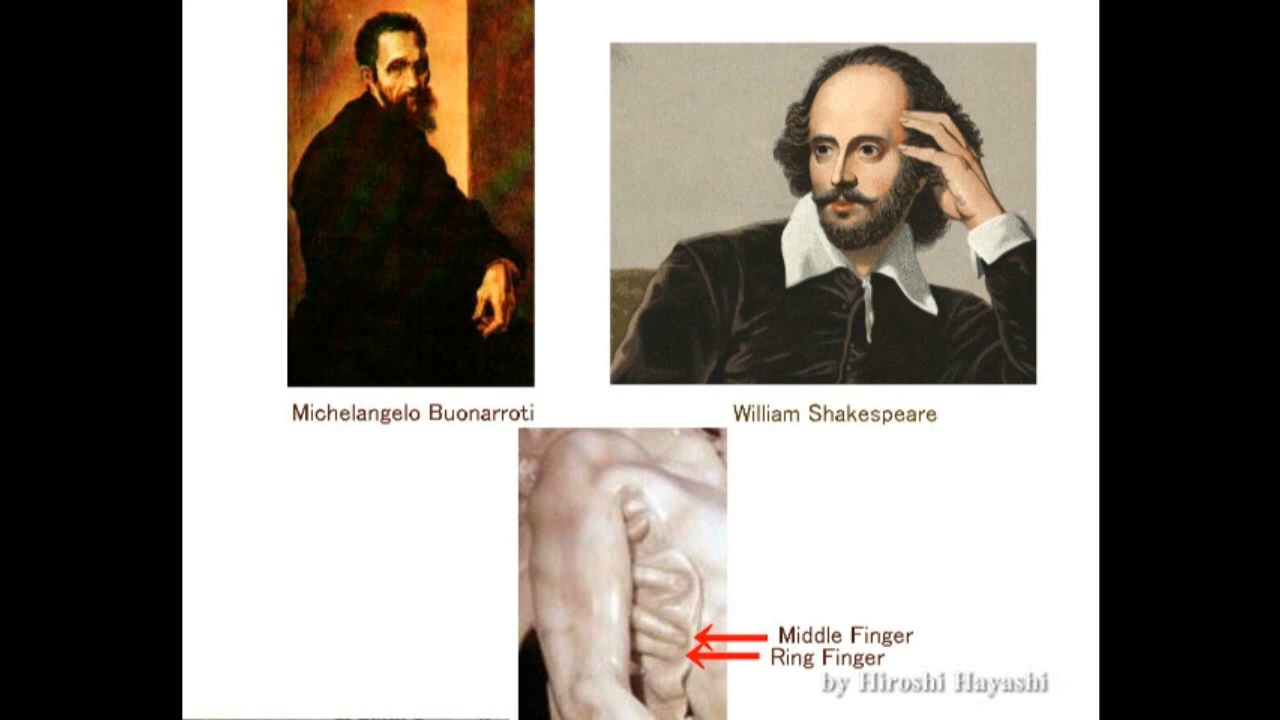 Michelangelo Buonarroti
William Shakespeare
Middle Finger
Ring Finger
by Hiroshi Hayashi